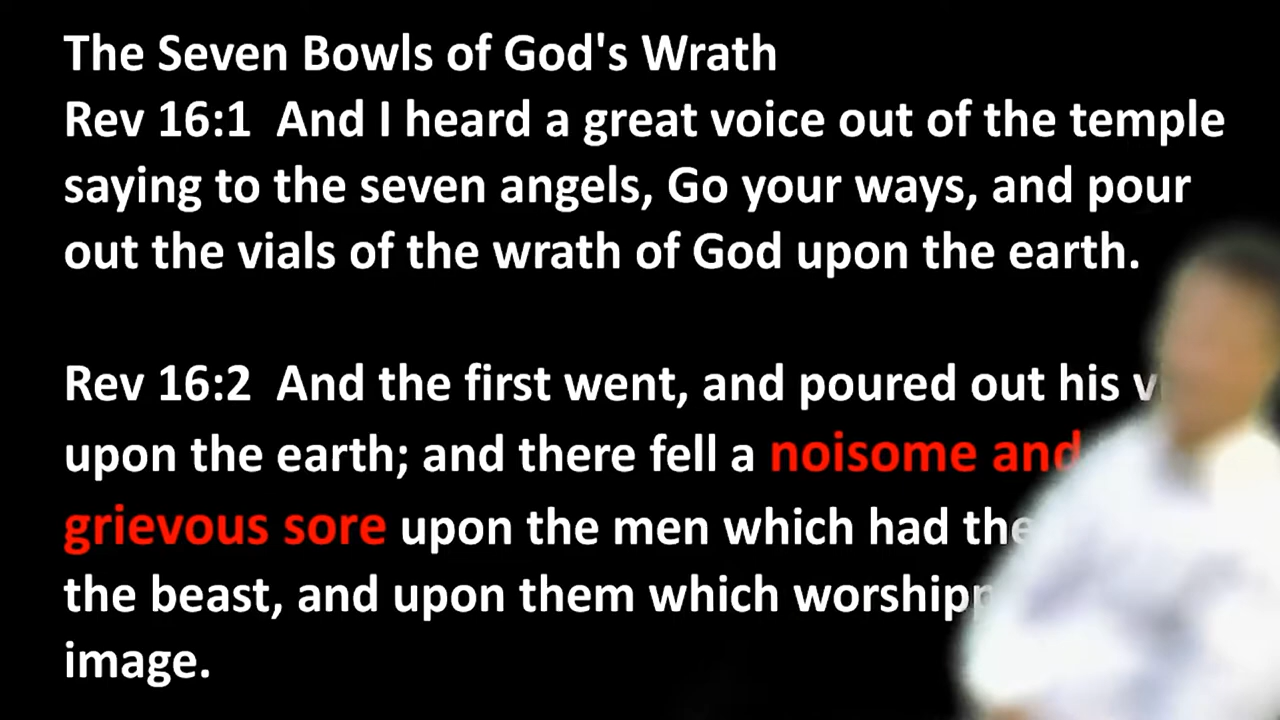 The Seven Bowls of God's Wrath
Rev 16:1 And I heard a great voice out of the temple
saying to the seven angels, Go your ways, and pour
out the vials of the wrath of God upon the earth.
Rev 16:2 And the first went, and poured out his
upon the earth; and there fell a noisome and
grievous sore upon the men which had the
the beast, and upon them which
image.